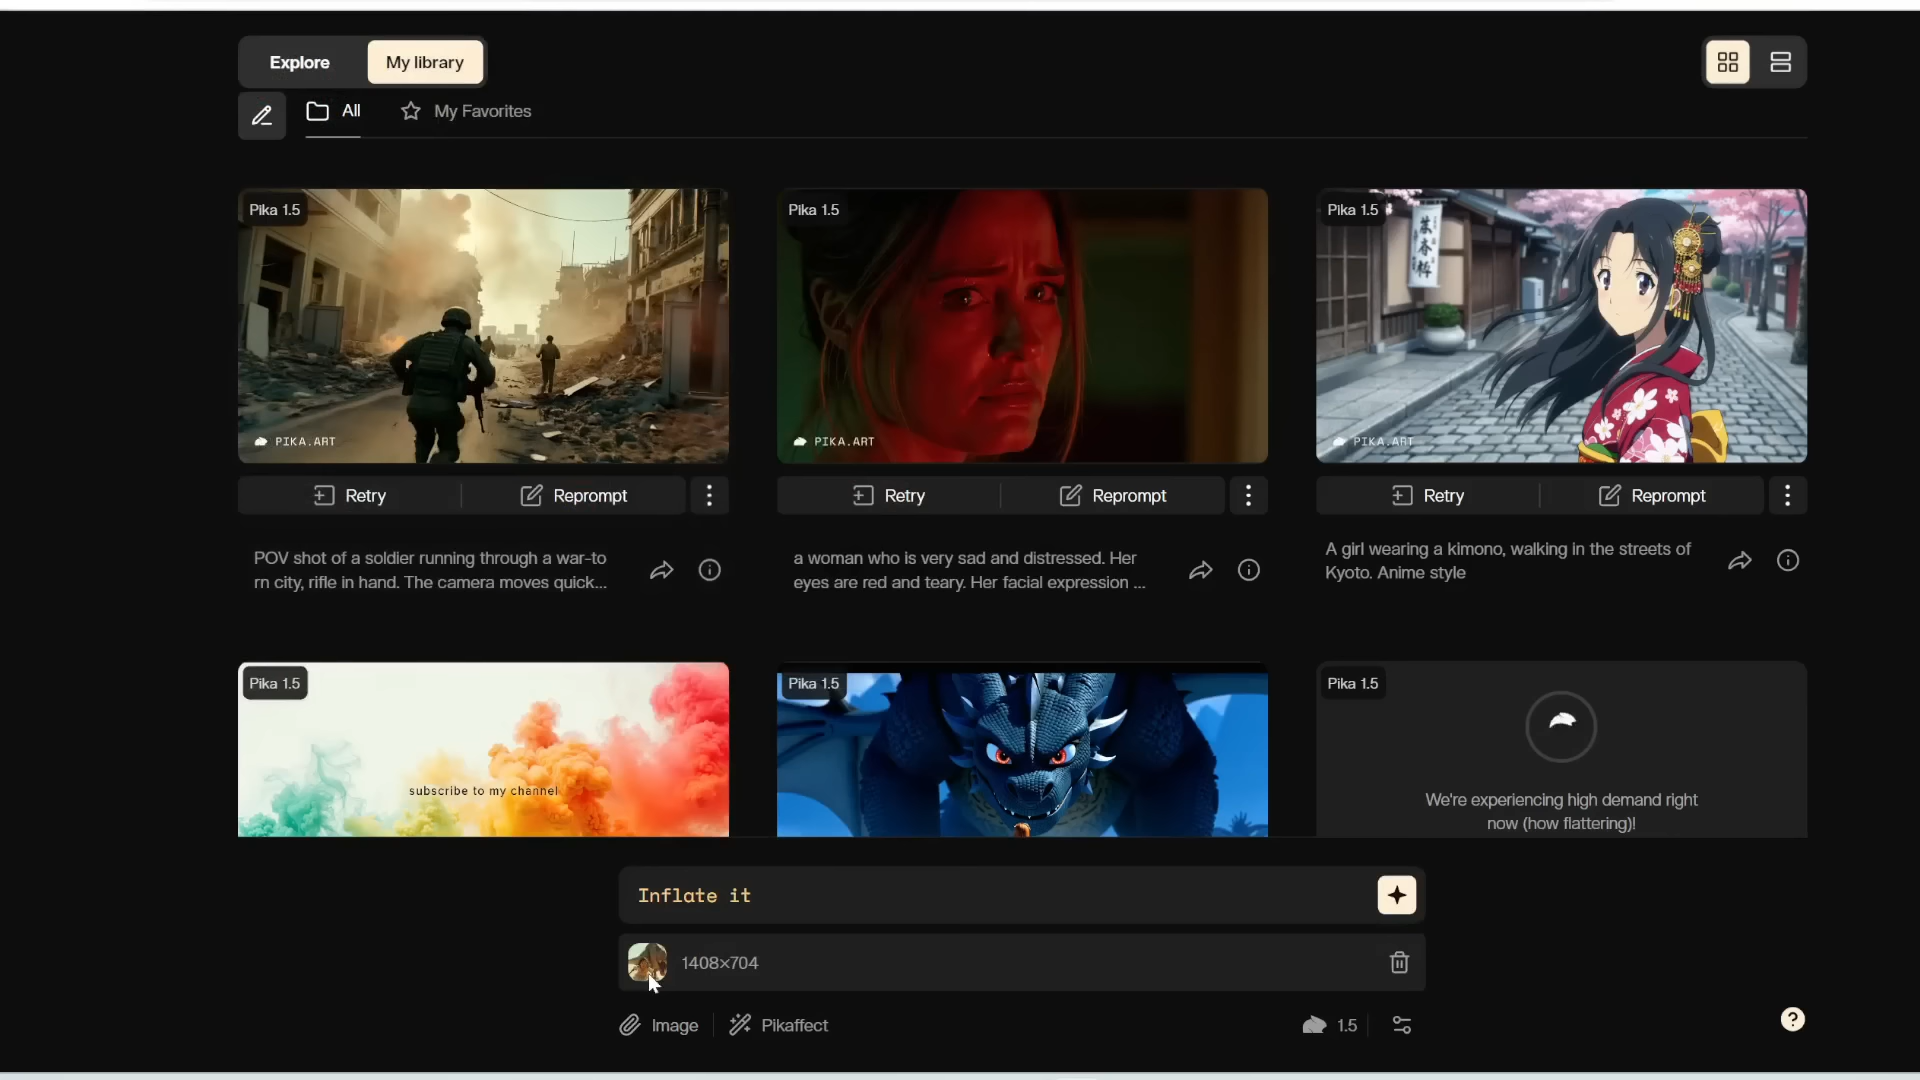 Explore
My library
All
My Favorites
Pika 1.5
PIKA.ART
Pika 1.5
PIKA.ART
Pika 1.5
PIKA.ART
Retry
Reprompt
Retry
Reprompt
Retry
Reprompt
POV shot of a soldier running through a war-to
rn city, rifle in hand. The camera moves quick...
a woman who is very sad and distressed. Her
eyes are red and teary. Her facial expression ...
A girl wearing a kimono, walking in the streets of
Kyoto. Anime style
Pika 1.5
subscribe to my channel
Pika 1.5
Pika 1.5
We're experiencing high demand right
now (how flattering)!
Inflate it
1408×704
Image
Pikaffect
1.5
?